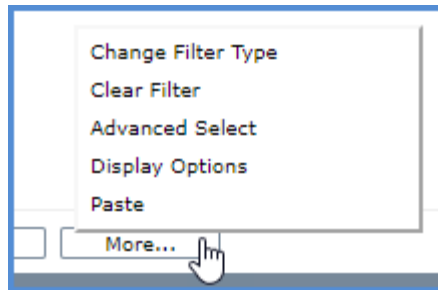 Change Filter Type
Clear Filter
Advanced Select
Display Options
Paste
More...